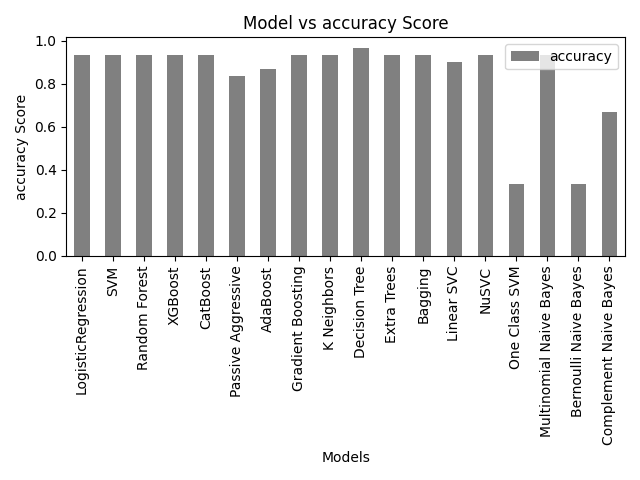 Model vs accuracy Score
accuracy
accuracy Score
1.0
0.8
0.6
0.4
0.2
0.0
LogisticRegression
SVM
Random Forest
XGBoost
CatBoost
Passive Aggressive
AdaBoost
Gradient Boosting
K Neighbors
Decision Tree
Extra Trees
Bagging
Linear SVC
NuSVC
One Class SVM
Multinomial Naive Bayes
Bernoulli Naive Bayes
Complement Naive Bayes
Models